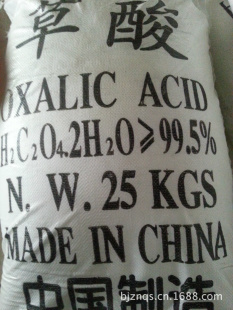 草酸
OXALIC ACID
H₂C₂O₄.2H₂O≥99.5%
N. W. 25 KGS
MADE IN CHINA
中国制造
bjznqs.cn.1688.com